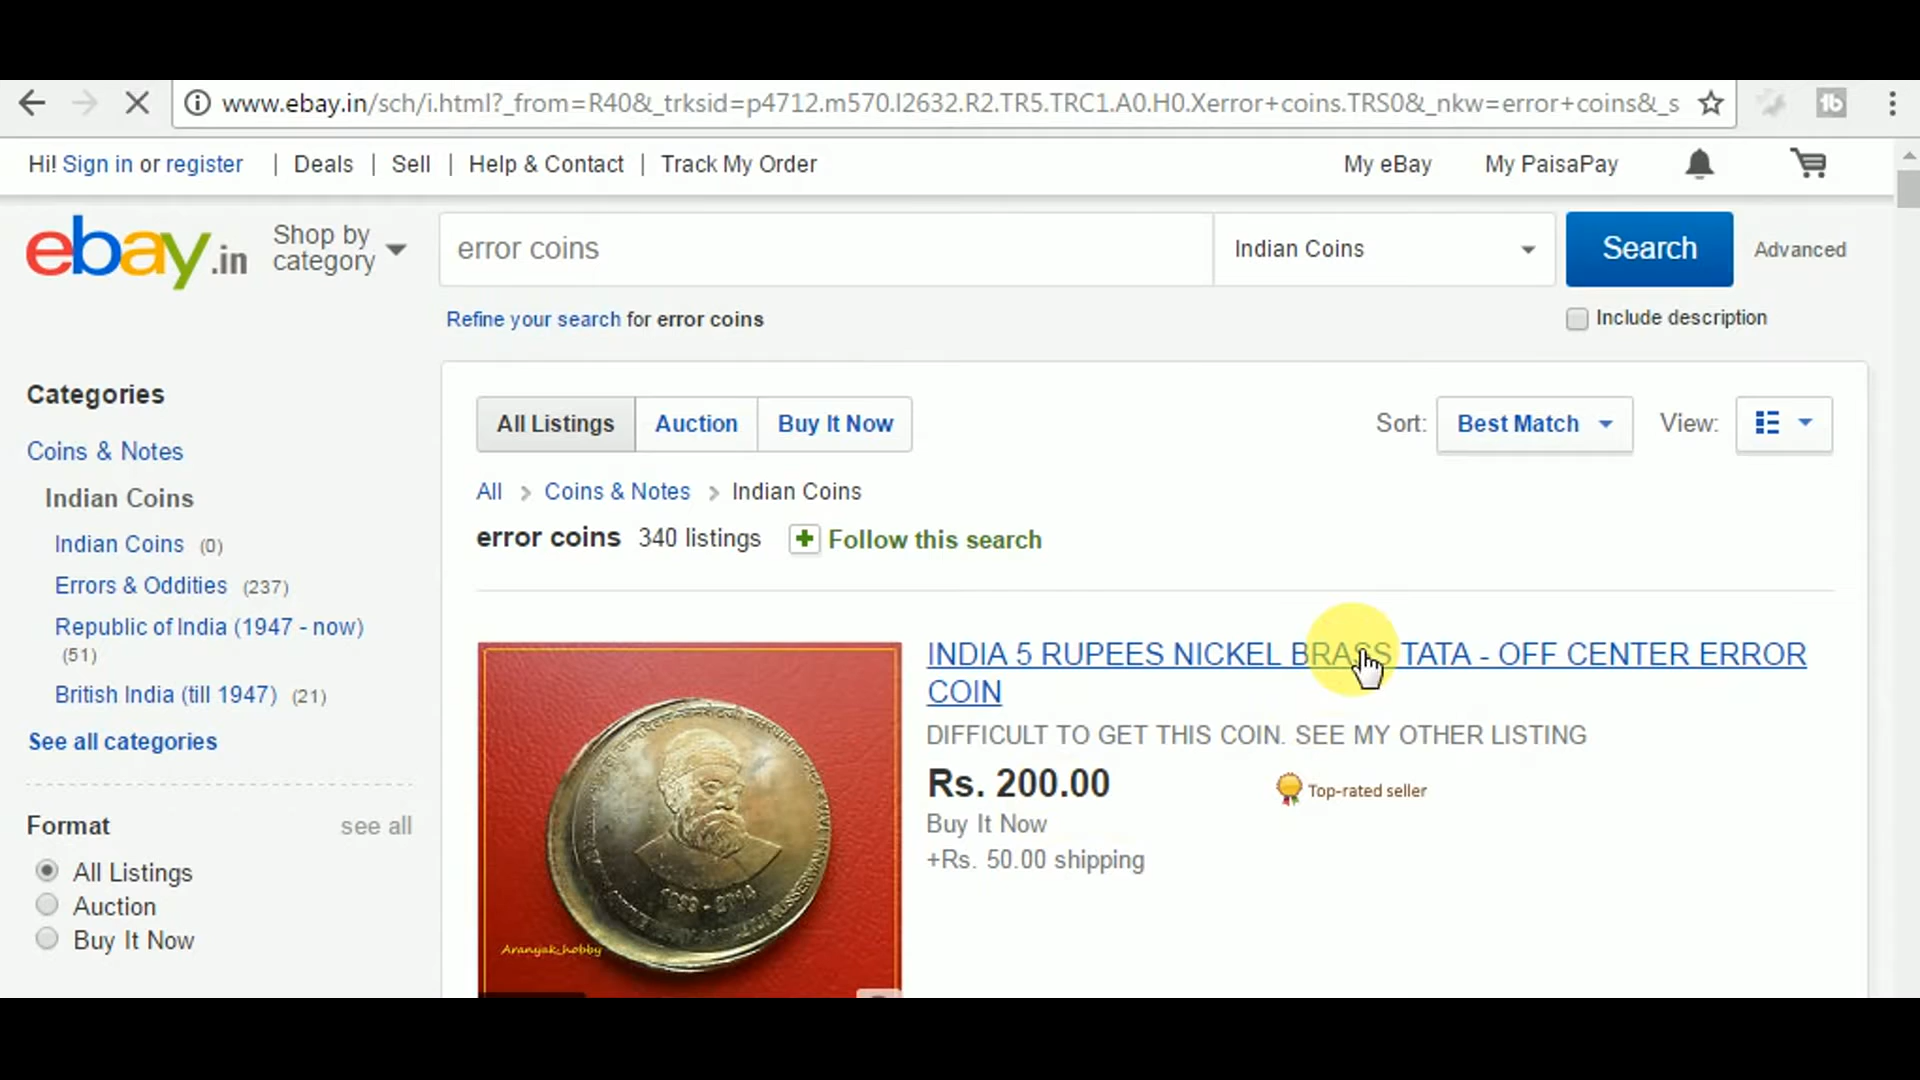 www.ebay.in/sch/i.html?_from=R40&_trksid=p4712.m570.l2632.R2.TR5.TRC1.A0.H0.Xerror+coins.TRS0&_nkw=error+coins&_s
Hi! Sign in or register | Deals | Sell | Help & Contact | Track My Order My eBay My PaisaPay
ebay.in
Shop by
category
error coins
Indian Coins
Search
Advanced
Refine your search for error coins
Include description
Categories
Coins & Notes
Indian Coins
Indian Coins (0)
Errors & Oddities (237)
Republic of India (1947 - now)
(51)
British India (till 1947) (21)
See all categories
Format see all
All Listings
Auction
Buy It Now
All Listings Auction Buy It Now
Sort: Best Match View:
All > Coins & Notes > Indian Coins
error coins 340 listings + Follow this search
INDIA 5 RUPEES NICKEL BRASS TATA - OFF CENTER ERROR
COIN
DIFFICULT TO GET THIS COIN. SEE MY OTHER LISTING
Rs. 200.00
Top-rated seller
Buy It Now
+Rs. 50.00 shipping
Aranyak_hobby